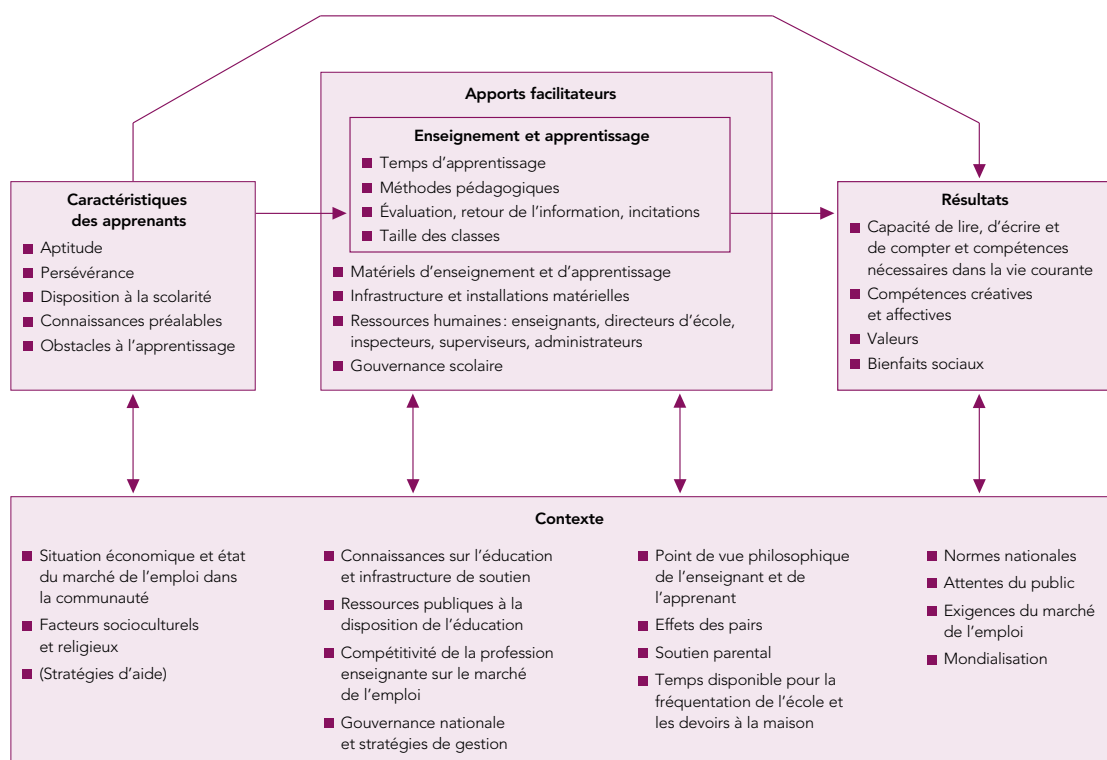 Apports facilitateurs
Enseignement et apprentissage
■ Temps d'apprentissage
■ Méthodes pédagogiques
■ Évaluation, retour de l'information, incitations
■ Taille des classes
■ Matériels d'enseignement et d'apprentissage
■ Infrastructure et installations matérielles
■ Ressources humaines : enseignants, directeurs d'école,
inspecteurs, superviseurs, administrateurs
■ Gouvernance scolaire
Caractéristiques
des apprenants
■ Aptitude
■ Persévérance
■ Disposition à la scolarité
■ Connaissances préalables
■ Obstacles à l'apprentissage
Résultats
■ Capacité de lire, d'écrire et
de compter et compétences
nécessaires dans la vie courante
■ Compétences créatives
et affectives
■ Valeurs
■ Bienfaits sociaux
Contexte
■ Situation économique et état
du marché de l'emploi dans
la communauté
■ Facteurs socioculturels
et religieux
■ (Stratégies d'aide)
■ Connaissances sur l'éducation
et infrastructure de soutien
■ Ressources publiques à la
disposition de l'éducation
■ Compétitivité de la profession
enseignante sur le marché
de l'emploi
■ Gouvernance nationale
et stratégies de gestion
■ Point de vue philosophique
de l'enseignant et de
l'apprenant
■ Effets des pairs
■ Soutien parental
■ Temps disponible pour la
fréquentation de l'école et
les devoirs à la maison
■ Normes nationales
■ Attentes du public
■ Exigences du marché
de l'emploi
■ Mondialisation